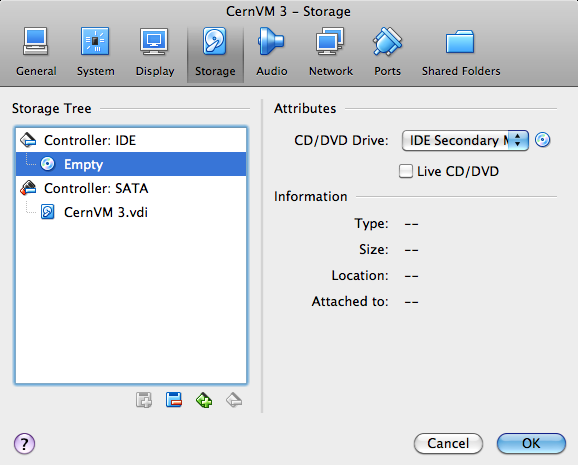 CernVM 3 – Storage
General System Display Storage Audio Network Ports Shared Folders
Storage Tree
Controller: IDE
Empty
Controller: SATA
CernVM 3.vdi
Attributes
CD/DVD Drive: IDE Secondary M
Live CD/DVD
Information
Type: --
Size: --
Location: --
Attached to: --
?
Cancel OK